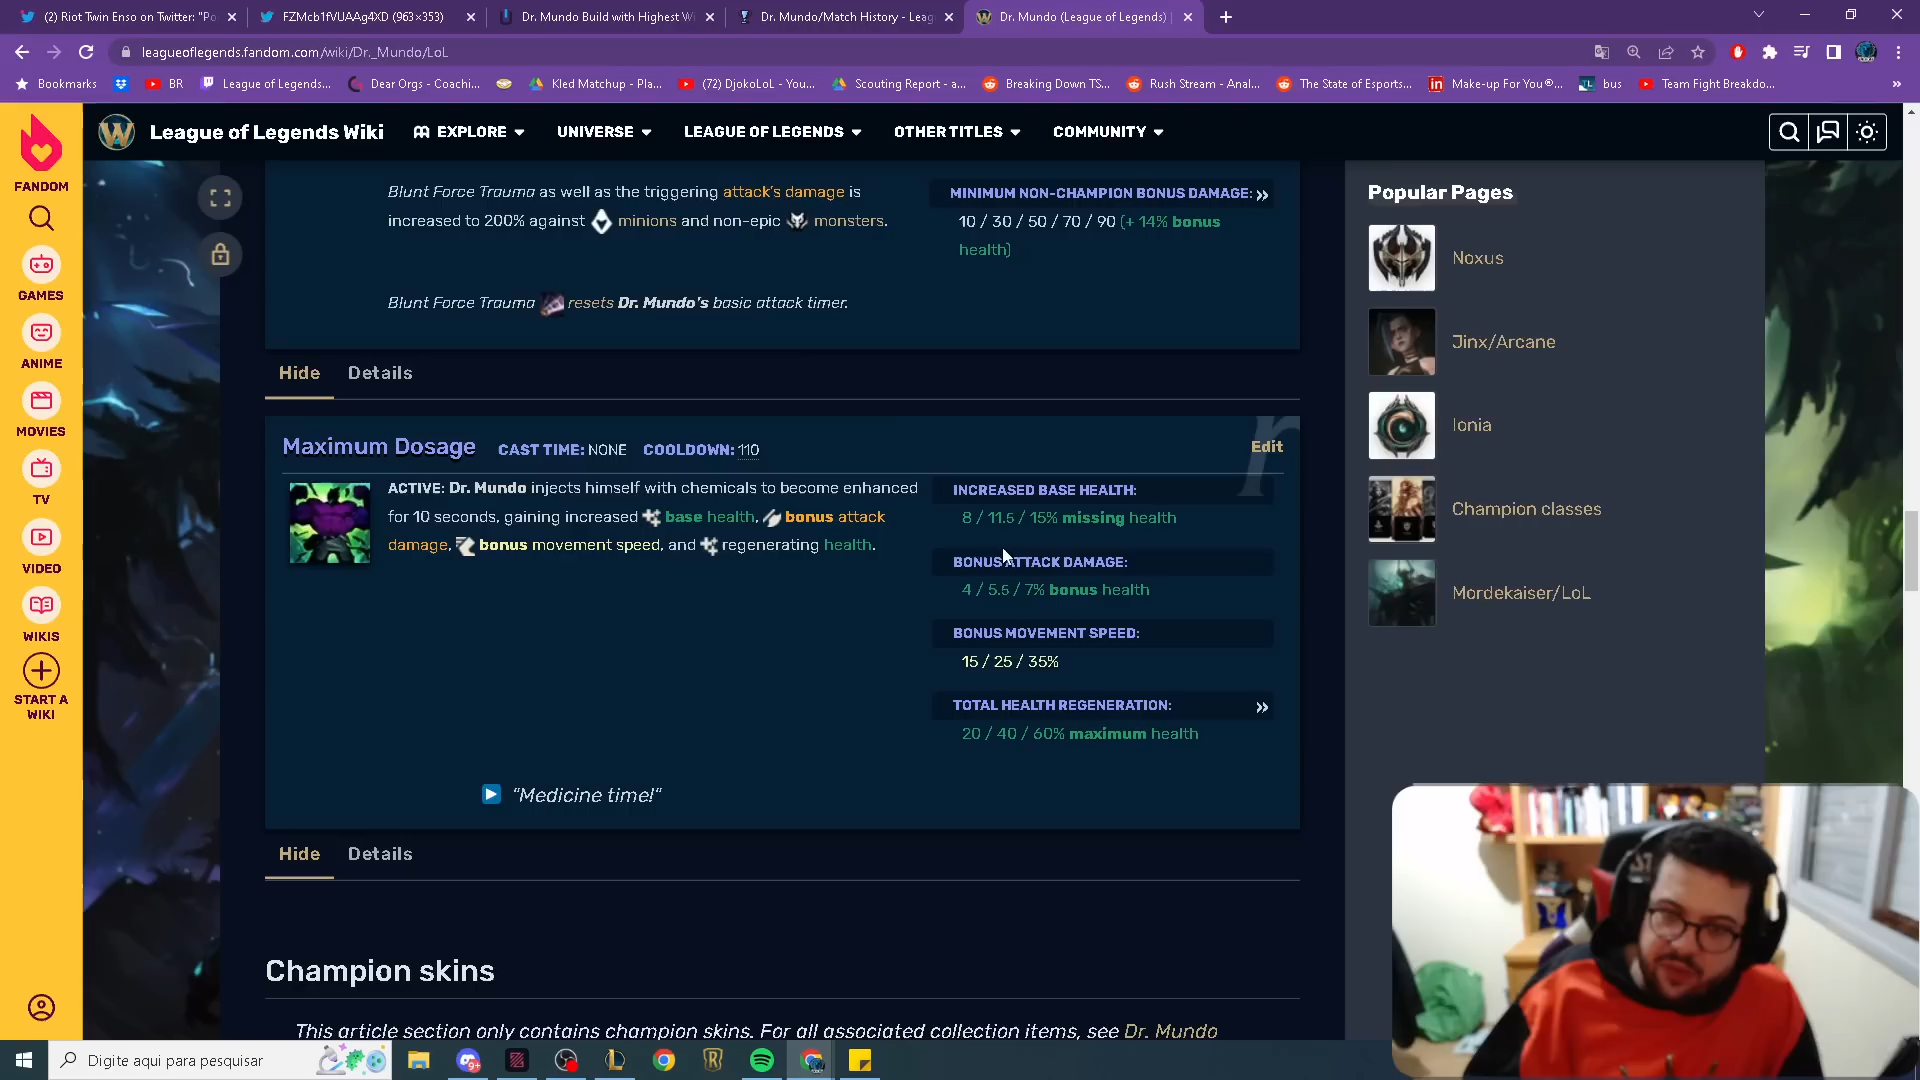 (2) Riot Twin Enso on Twitter: "Po
FZMcb1fVUAAg4XD (963×353)
Dr. Mundo Build with Highest Wi
Dr. Mundo/Match History - Leag
Dr. Mundo (League of Legends) |
leagueoflegends.fandom.com/wiki/Dr._Mundo/LoL
Bookmarks
BR
League of Legends...
Dear Orgs - Coachi...
Kled Matchup - Pla...
(72) DjokoLoL - You...
Scouting Report - a...
Breaking Down TS...
Rush Stream - Anal...
The State of Esports...
Make-up For You®...
bus
Team Fight Breakdo...
»
FANDOM
GAMES
ANIME
MOVIES
TV
VIDEO
WIKIS
START A
WIKI
League of Legends Wiki
EXPLORE
UNIVERSE
LEAGUE OF LEGENDS
OTHER TITLES
COMMUNITY
Blunt Force Trauma as well as the triggering attack's damage is
increased to 200% against minions and non-epic monsters.
Blunt Force Trauma resets Dr. Mundo's basic attack timer.
MINIMUM NON-CHAMPION BONUS DAMAGE: »
10 / 30 / 50 / 70 / 90 (+ 14% bonus
health)
Hide Details
Maximum Dosage CAST TIME: NONE COOLDOWN: 110
Edit
ACTIVE: Dr. Mundo injects himself with chemicals to become enhanced
for 10 seconds, gaining increased base health, bonus attack
damage, bonus movement speed, and regenerating health.
INCREASED BASE HEALTH:
8 / 11.5 / 15% missing health
BONUS ATTACK DAMAGE:
4 / 5.5 / 7% bonus health
BONUS MOVEMENT SPEED:
15 / 25 / 35%
TOTAL HEALTH REGENERATION: »
20 / 40 / 60% maximum health
"Medicine time!"
Hide Details
Champion skins
This article section only contains champion skins. For all associated collection items, see Dr. Mundo
Popular Pages
Noxus
Jinx/Arcane
Ionia
Champion classes
Mordekaiser/LoL
Digite aqui para pesquisar
9+